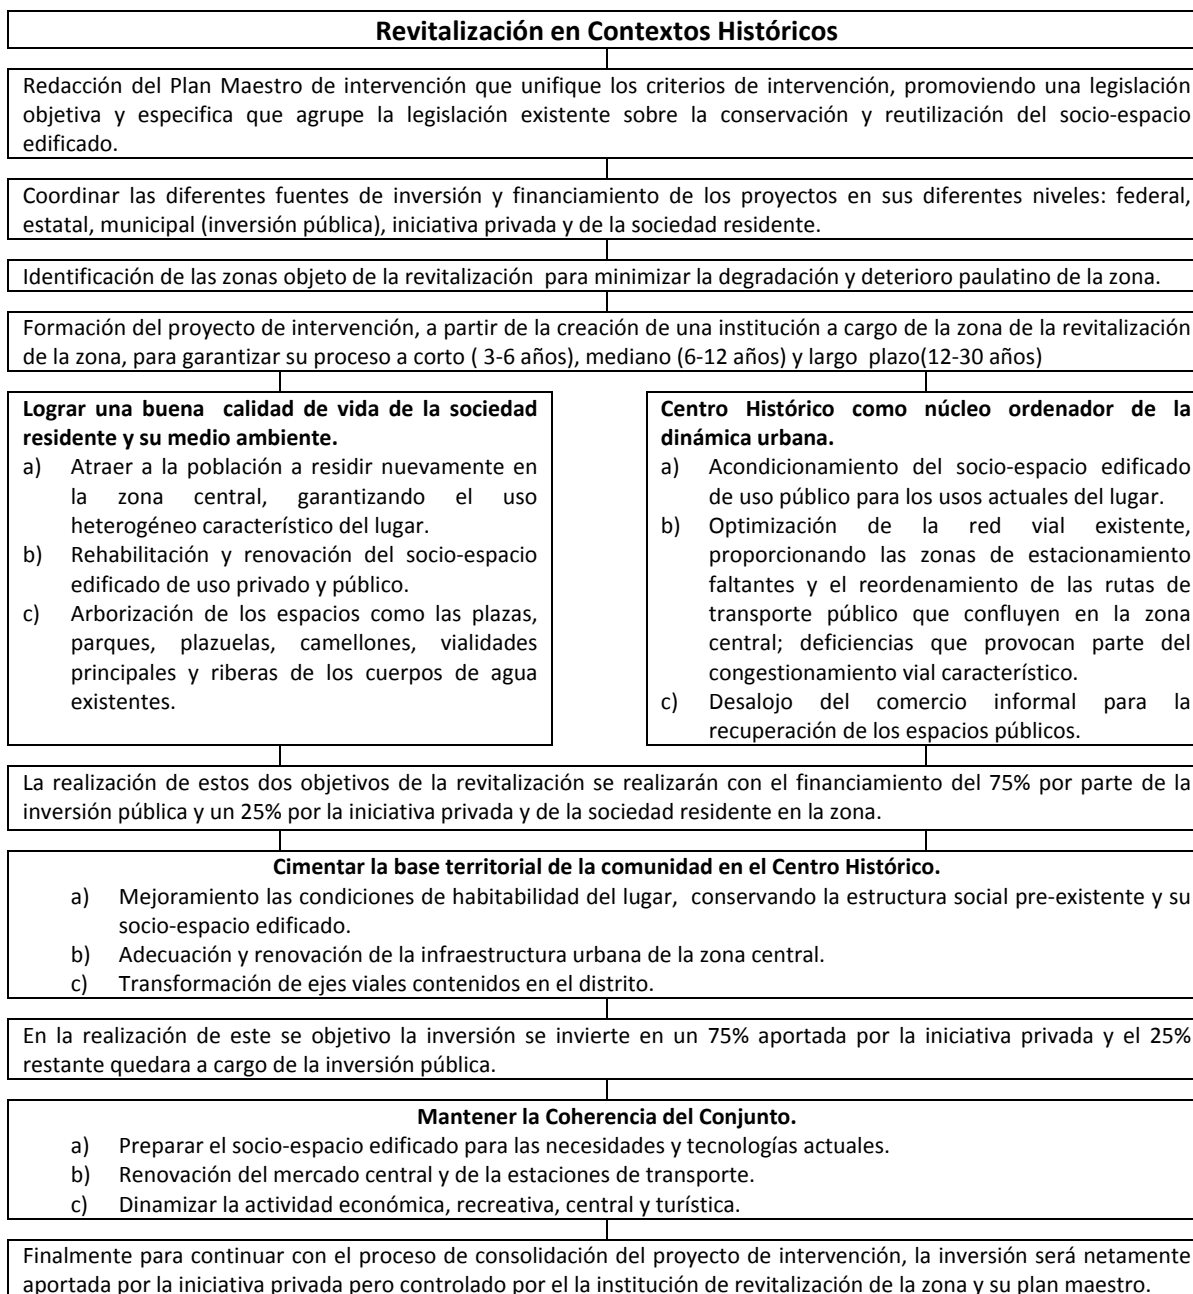 Revitalización en Contextos Históricos
Redacción del Plan Maestro de intervención que unifique los criterios de intervención, promoviendo una legislación
objetiva y especifica que agrupe la legislación existente sobre la conservación y reutilización del socio-espacio
edificado.
Coordinar las diferentes fuentes de inversión y financiamiento de los proyectos en sus diferentes niveles: federal,
estatal, municipal (inversión pública), iniciativa privada y de la sociedad residente.
Identificación de las zonas objeto de la revitalización para minimizar la degradación y deterioro paulatino de la zona.
Formación del proyecto de intervención, a partir de la creación de una institución a cargo de la zona de la revitalización
de la zona, para garantizar su proceso a corto ( 3-6 años), mediano (6-12 años) y largo plazo(12-30 años)
Lograr una buena calidad de vida de la sociedad
residente y su medio ambiente.
a) Atraer a la población a residir nuevamente en
la zona central, garantizando el uso
heterogéneo característico del lugar.
b) Rehabilitación y renovación del socio-espacio
edificado de uso privado y público.
c) Arborización de los espacios como las plazas,
parques, plazuelas, camellones, vialidades
principales y riberas de los cuerpos de agua
existentes.
Centro Histórico como núcleo ordenador de la
dinámica urbana.
a) Acondicionamiento del socio-espacio edificado
de uso público para los usos actuales del lugar.
b) Optimización de la red vial existente,
proporcionando las zonas de estacionamiento
faltantes y el reordenamiento de las rutas de
transporte público que confluyen en la zona
central; deficiencias que provocan parte del
congestionamiento vial característico.
c) Desalojo del comercio informal para la
recuperación de los espacios públicos.
La realización de estos dos objetivos de la revitalización se realizarán con el financiamiento del 75% por parte de la
inversión pública y un 25% por la iniciativa privada y de la sociedad residente en la zona.
Cimentar la base territorial de la comunidad en el Centro Histórico.
a) Mejoramiento las condiciones de habitabilidad del lugar, conservando la estructura social pre-existente y su
socio-espacio edificado.
b) Adecuación y renovación de la infraestructura urbana de la zona central.
c) Transformación de ejes viales contenidos en el distrito.
En la realización de este se objetivo la inversión se invierte en un 75% aportada por la iniciativa privada y el 25%
restante quedara a cargo de la inversión pública.
Mantener la Coherencia del Conjunto.
a) Preparar el socio-espacio edificado para las necesidades y tecnologías actuales.
b) Renovación del mercado central y de la estaciones de transporte.
c) Dinamizar la actividad económica, recreativa, central y turística.
Finalmente para continuar con el proceso de consolidación del proyecto de intervención, la inversión será netamente
aportada por la iniciativa privada pero controlado por el la institución de revitalización de la zona y su plan maestro.